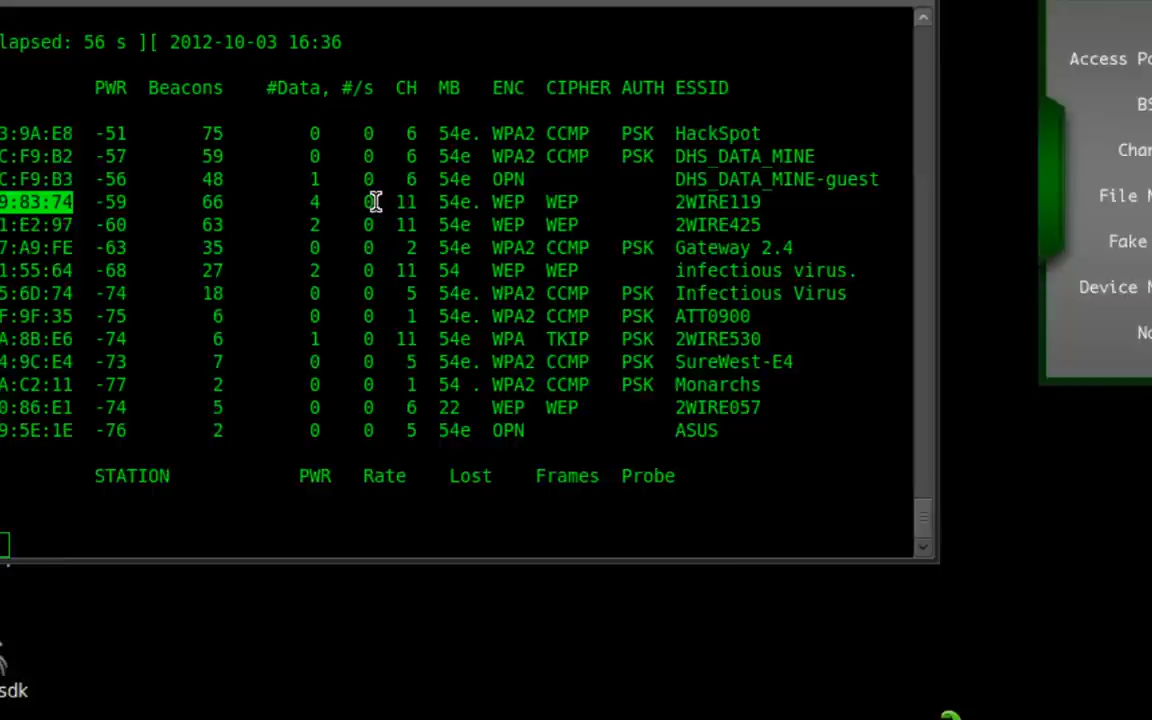 lapsed: 56 s ][ 2012-10-03 16:36
PWR Beacons #Data, #/s CH MB ENC CIPHER AUTH ESSID
3:9A:E8 -51 75 0 0 6 54e. WPA2 CCMP PSK HackSpot
C:F9:B2 -57 59 0 0 6 54e WPA2 CCMP PSK DHS_DATA_MINE
C:F9:B3 -56 48 1 0 6 54e OPN DHS_DATA_MINE-guest
9:83:74 -59 66 4 0 11 54e. WEP WEP 2WIRE119
1:E2:97 -60 63 2 0 11 54e WEP WEP 2WIRE425
7:A9:FE -63 35 0 0 2 54e WPA2 CCMP PSK Gateway 2.4
1:55:64 -68 27 2 0 11 54 WEP WEP infectious virus.
5:6D:74 -74 18 0 0 5 54e. WPA2 CCMP PSK Infectious Virus
F:9F:35 -75 6 0 0 1 54e. WPA2 CCMP PSK ATT0900
A:8B:E6 -74 6 1 0 11 54e WPA TKIP PSK 2WIRE530
4:9C:E4 -73 7 0 0 5 54e. WPA2 CCMP PSK SureWest-E4
A:C2:11 -77 2 0 0 1 54 . WPA2 CCMP PSK Monarchs
0:86:E1 -74 5 0 0 6 22 WEP WEP 2WIRE057
9:5E:1E -76 2 0 0 5 54e OPN ASUS
STATION PWR Rate Lost Frames Probe
sdk
Access Po
BS
Chan
File N
Fake
Device M
No